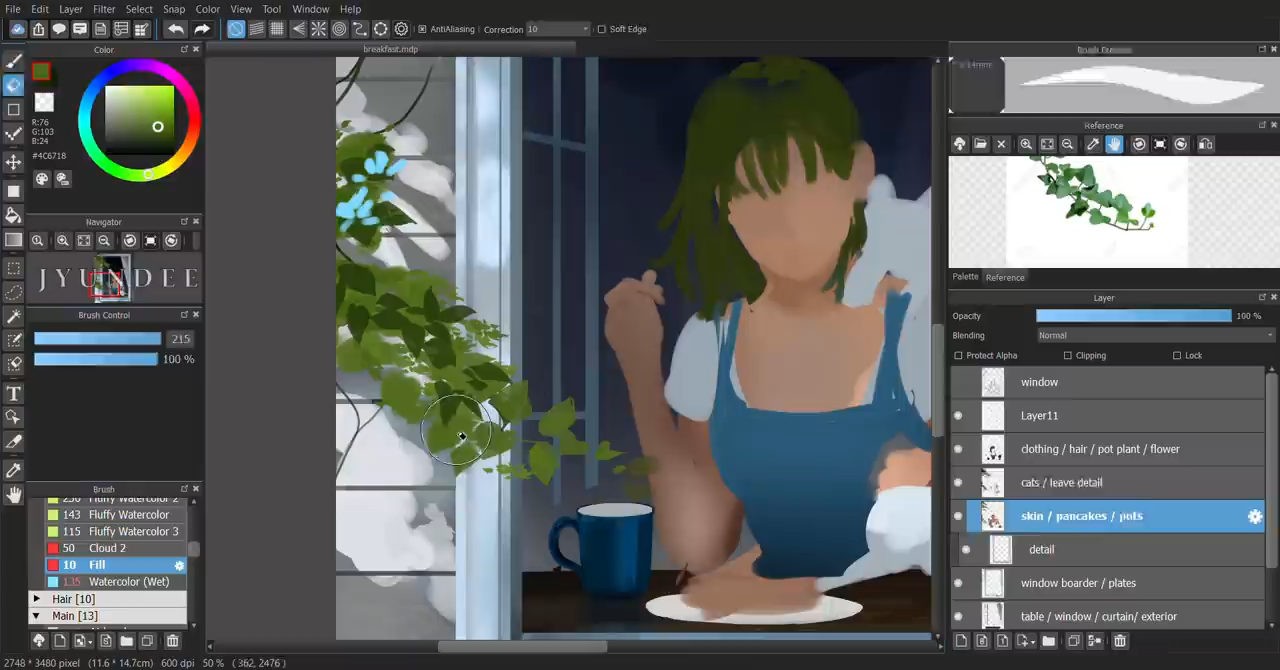 File Edit Layer Filter Select Snap Color View Tool Window Help
AntiAliasing Correction 10 Soft Edge
Color
breakfast.mdp
R:76
G:103
B:24
#4C6718
Reference
Navigator
JYUNDEE
Palette Reference
Brush Control
215
100 %
Layer
Opacity 100 %
Blending Normal
Protect Alpha Clipping Lock
window
Layer11
clothing / hair / pot plant / flower
cats / leave detail
skin / pancakes / pots
detail
window boarder / plates
table / window / curtain/ exterior
Brush
Fluffy Watercolor 2
143 Fluffy Watercolor
115 Fluffy Watercolor 3
50 Cloud 2
10 Fill
135 Watercolor (Wet)
Hair [10]
Main [13]
2748 * 3480 pixel (11.6 * 14.7cm) 600 dpi 50 % ( 362, 2476 )